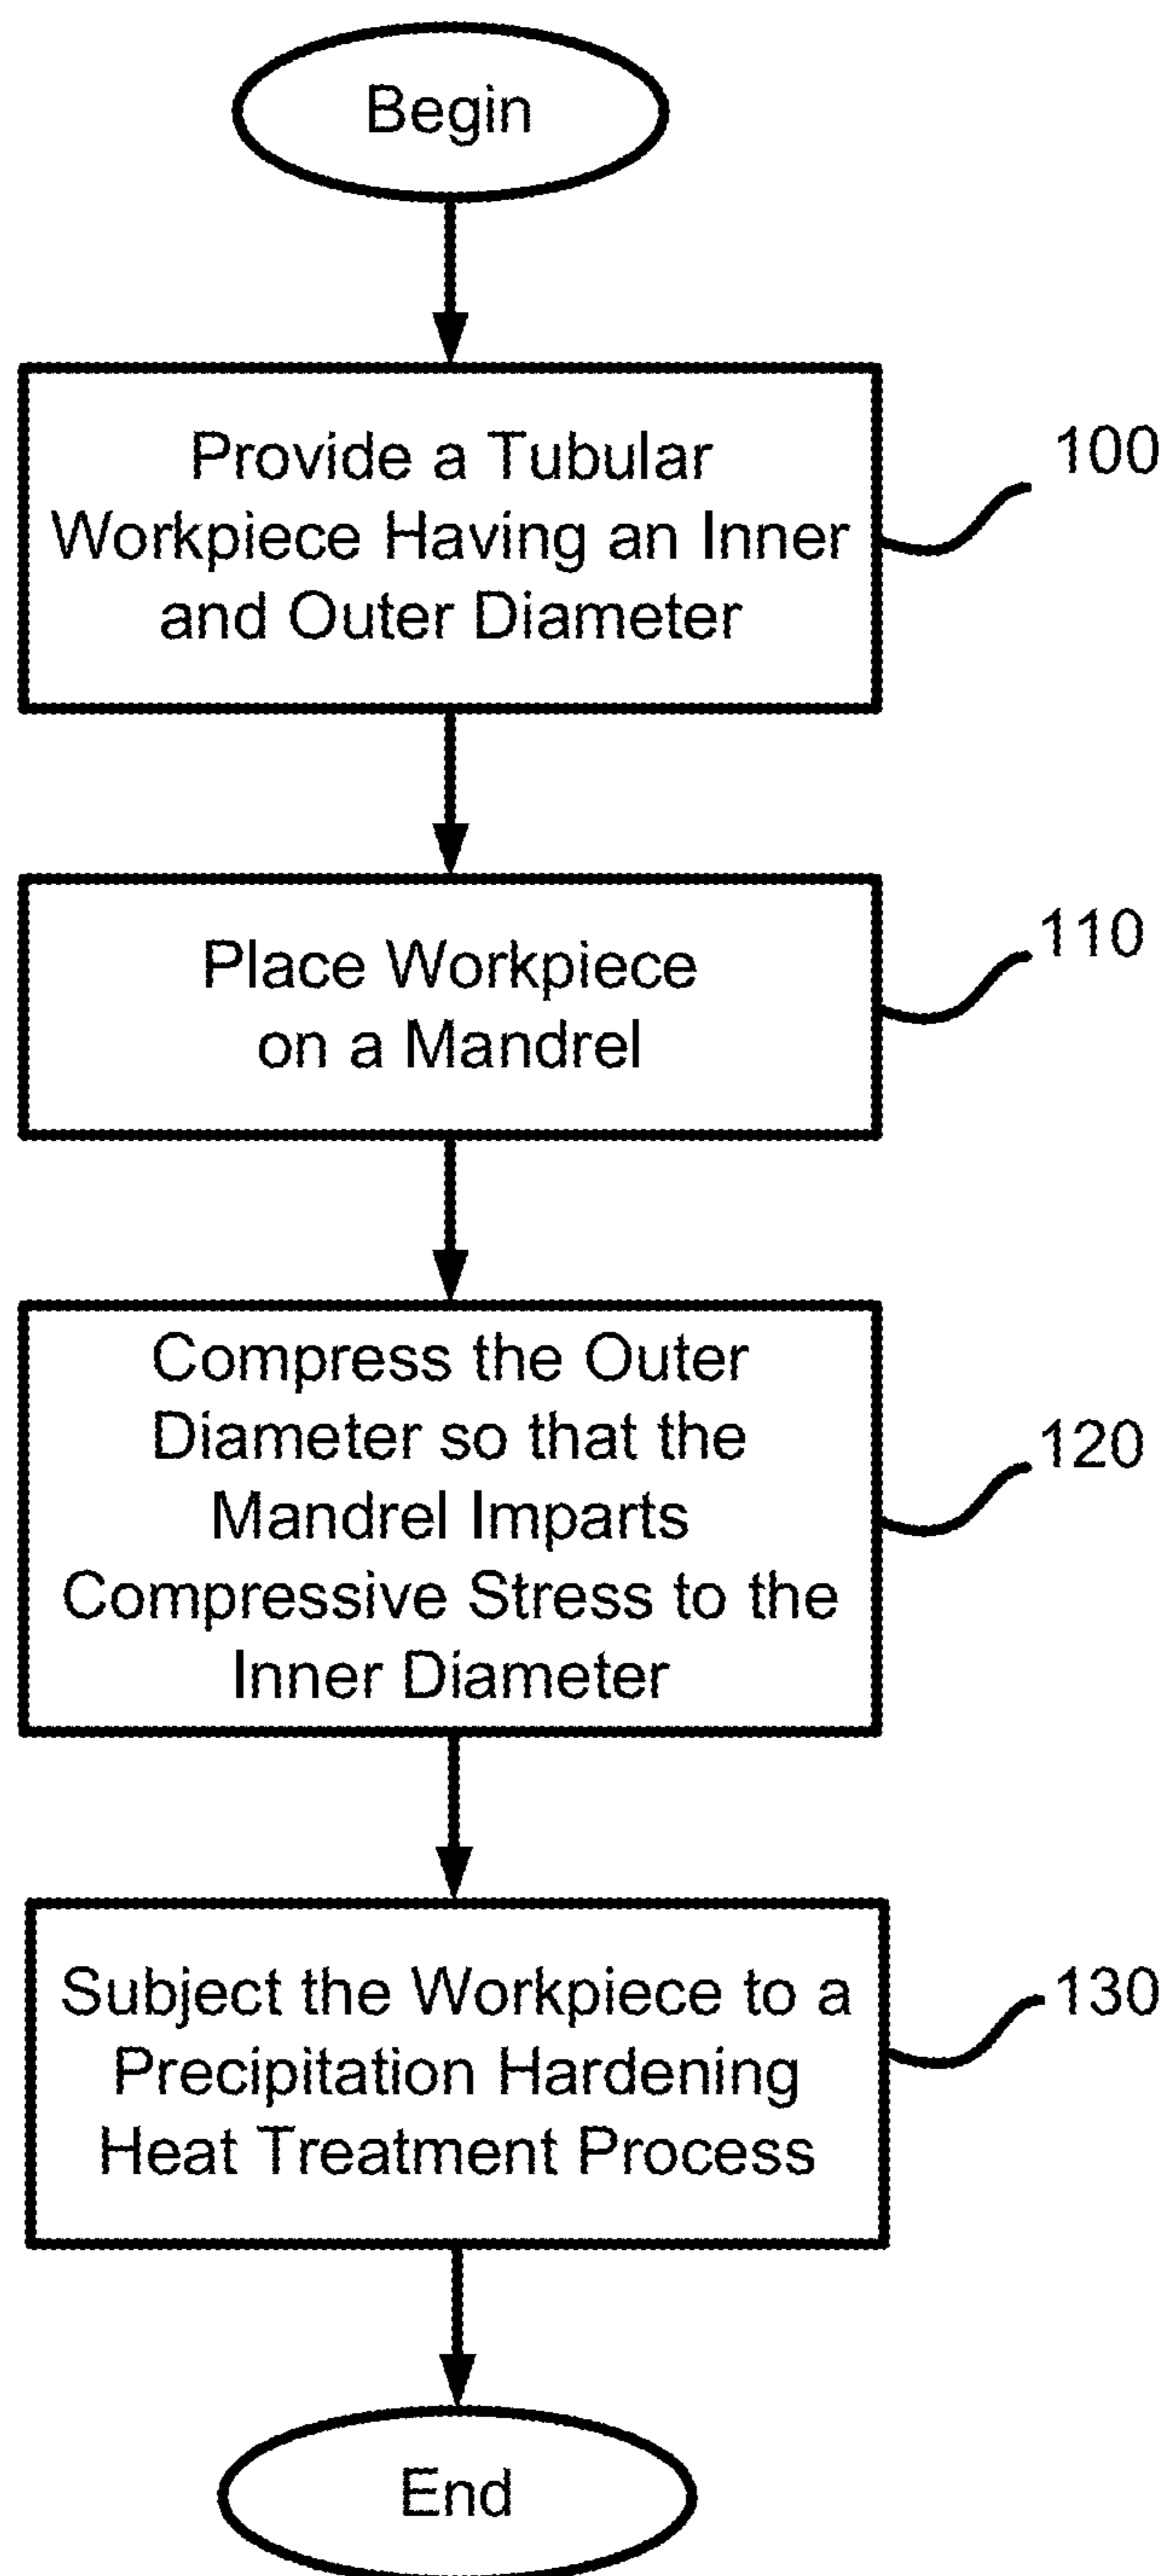 Begin
Provide a Tubular
Workpiece Having an Inner
and Outer Diameter
100
Place Workpiece
on a Mandrel
110
Compress the Outer
Diameter so that the
Mandrel Imparts
Compressive Stress to the
Inner Diameter
120
Subject the Workpiece to a
Precipitation Hardening
Heat Treatment Process
130
End